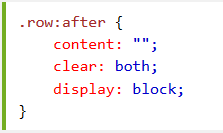 .row:after {
    content: "";
    clear: both;
    display: block;
}